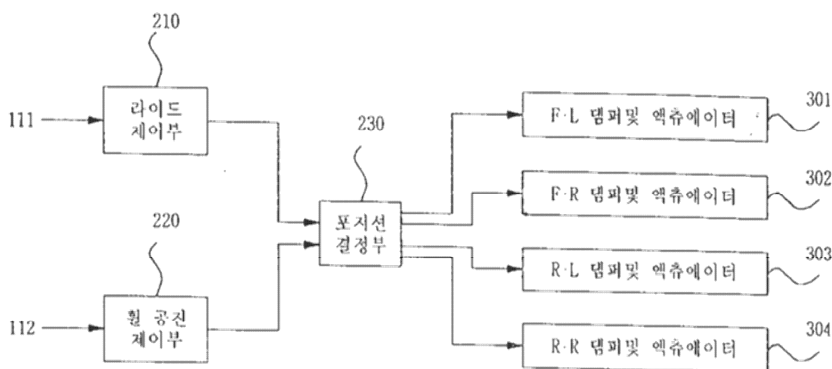 210
라이드
제어부
111
230
포지션
결정부
220
휠 공진
제어부
112
F·L 댐퍼및 액츄에이터
301
F·R 댐퍼및 액츄에이터
302
R·L 댐퍼및 액츄에이터
303
R·R 댐퍼및 액츄에이터
304